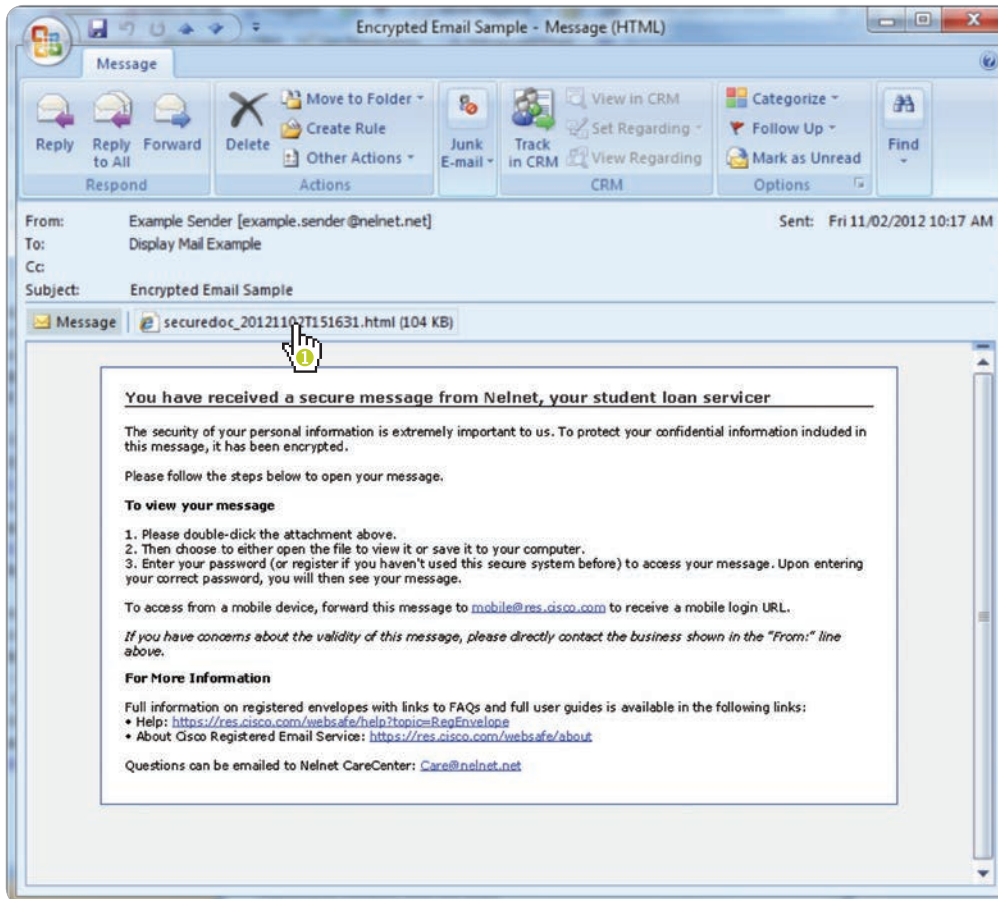 Encrypted Email Sample - Message (HTML)
Message
Reply
Reply to All
Forward
Respond
Delete
Move to Folder
Create Rule
Other Actions
Actions
Junk E-mail
Track in CRM
View in CRM
Set Regarding
View Regarding
CRM
Categorize
Follow Up
Mark as Unread
Options
Find
From: Example Sender [example.sender@nelnet.net]
Sent: Fri 11/02/2012 10:17 AM
To: Display Mail Example
Cc:
Subject: Encrypted Email Sample
Message securedoc_20121102T151631.html (104 KB)
1
You have received a secure message from Nelnet, your student loan servicer
The security of your personal information is extremely important to us. To protect your confidential information included in
this message, it has been encrypted.
Please follow the steps below to open your message.
To view your message
1. Please double-click the attachment above.
2. Then choose to either open the file to view it or save it to your computer.
3. Enter your password (or register if you haven't used this secure system before) to access your message. Upon entering
your correct password, you will then see your message.
To access from a mobile device, forward this message to mobile@res.cisco.com to receive a mobile login URL.
If you have concerns about the validity of this message, please directly contact the business shown in the "From:" line
above.
For More Information
Full information on registered envelopes with links to FAQs and full user guides is available in the following links:
• Help: https://res.cisco.com/websafe/help?topic=RegEnvelope
• About Cisco Registered Email Service: https://res.cisco.com/websafe/about
Questions can be emailed to Nelnet CareCenter: Care@nelnet.net